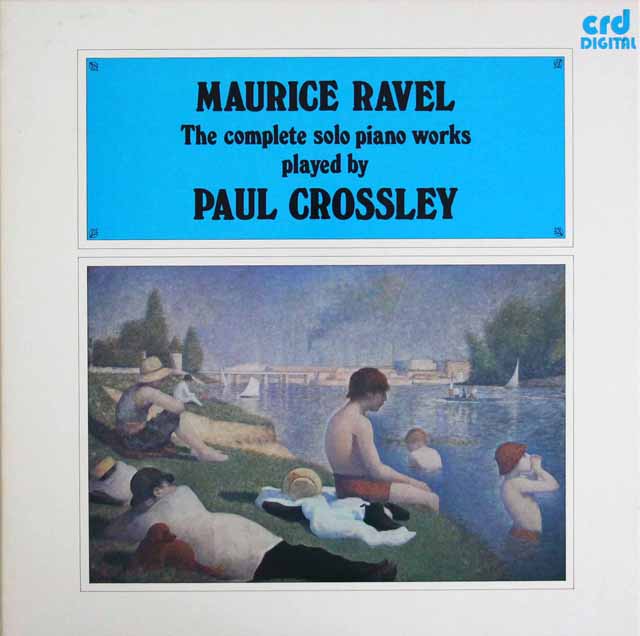 crd
DIGITAL
MAURICE RAVEL
The complete solo piano works
played by
PAUL CROSSLEY